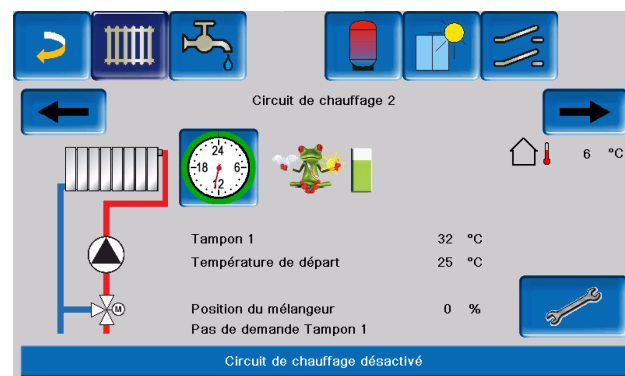 Circuit de chauffage 2
24
-18 6-
12
6 °C
Tampon 1 32 °C
Température de départ 25 °C
M
Position du mélangeur 0 %
Pas de demande Tampon 1
Circuit de chauffage désactivé